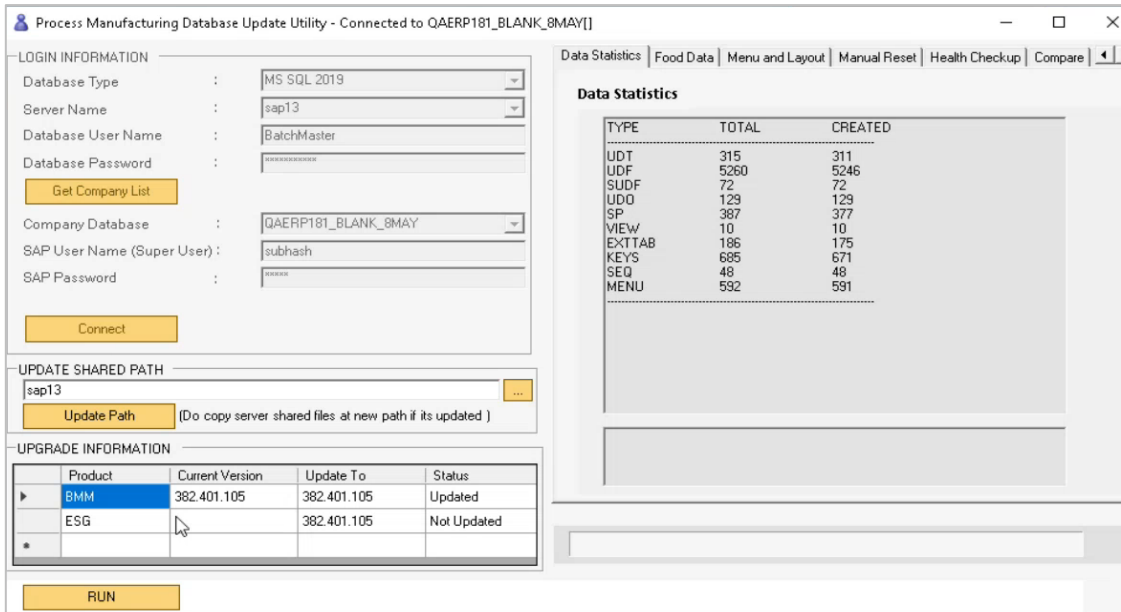 Process Manufacturing Database Update Utility - Connected to QAERP181_BLANK_8MAY[]
LOGIN INFORMATION
Database Type : MS SQL 2019
Server Name : sap13
Database User Name : BatchMaster
Database Password : xxxxxxxxxxx
Get Company List
Company Database : QAERP181_BLANK_8MAY
SAP User Name (Super User) : subhash
SAP Password : xxxxx
Connect
UPDATE SHARED PATH
sap13 ...
Update Path (Do copy server shared files at new path if its updated )
UPGRADE INFORMATION
Product Current Version Update To Status
BMM 382.401.105 382.401.105 Updated
ESG 382.401.105 Not Updated
RUN
Data Statistics Food Data Menu and Layout Manual Reset Health Checkup Compare
Data Statistics
TYPE TOTAL CREATED
UDT 315 311
UDF 5260 5246
SUDF 72 72
UDO 129 129
SP 387 377
VIEW 10 10
EXTTAB 186 175
KEYS 685 671
SEQ 48 48
MENU 592 591